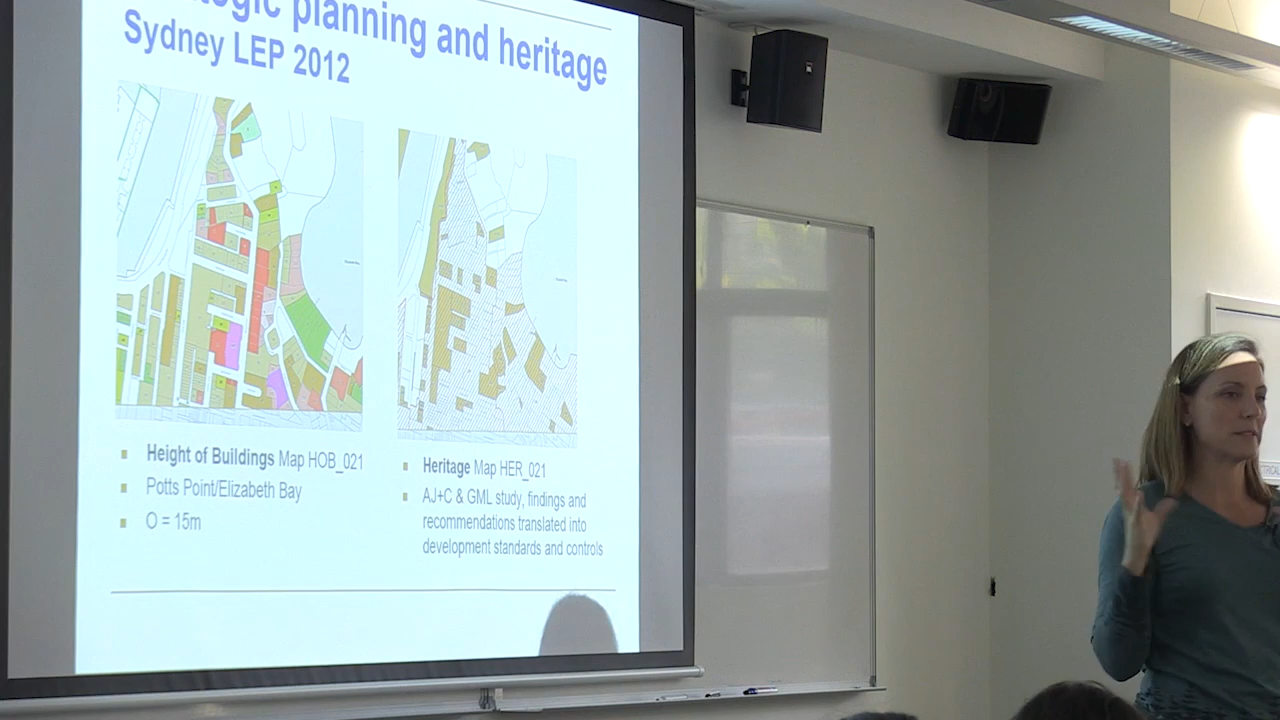 planning and heritage
Sydney LEP 2012
Height of Buildings Map HOB_021
Potts Point/Elizabeth Bay
O = 15m
Heritage Map HER_021
AJ+C & GML study, findings and
recommendations translated into
development standards and controls